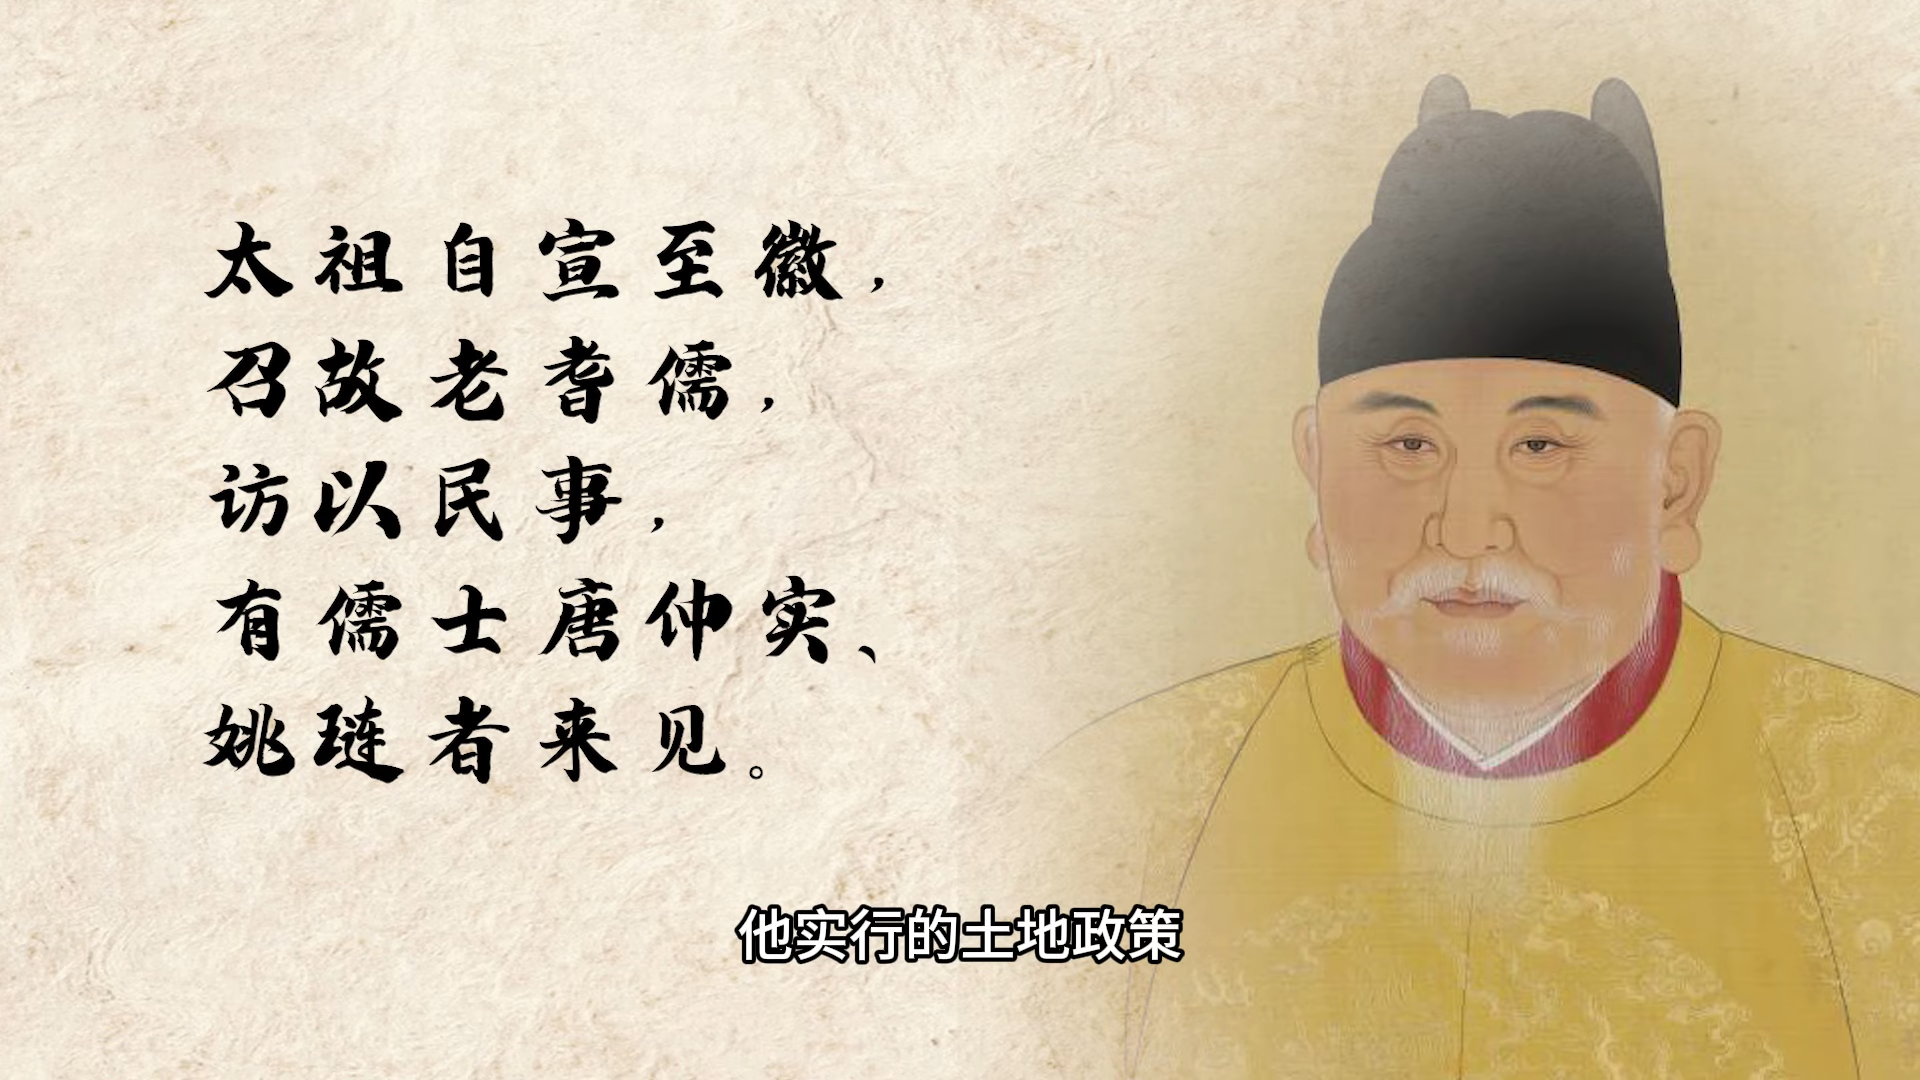 太祖自宣至徽，
召故老耆儒，
访以民事，
有儒士唐仲实、
姚琏者来见。
他实行的土地政策